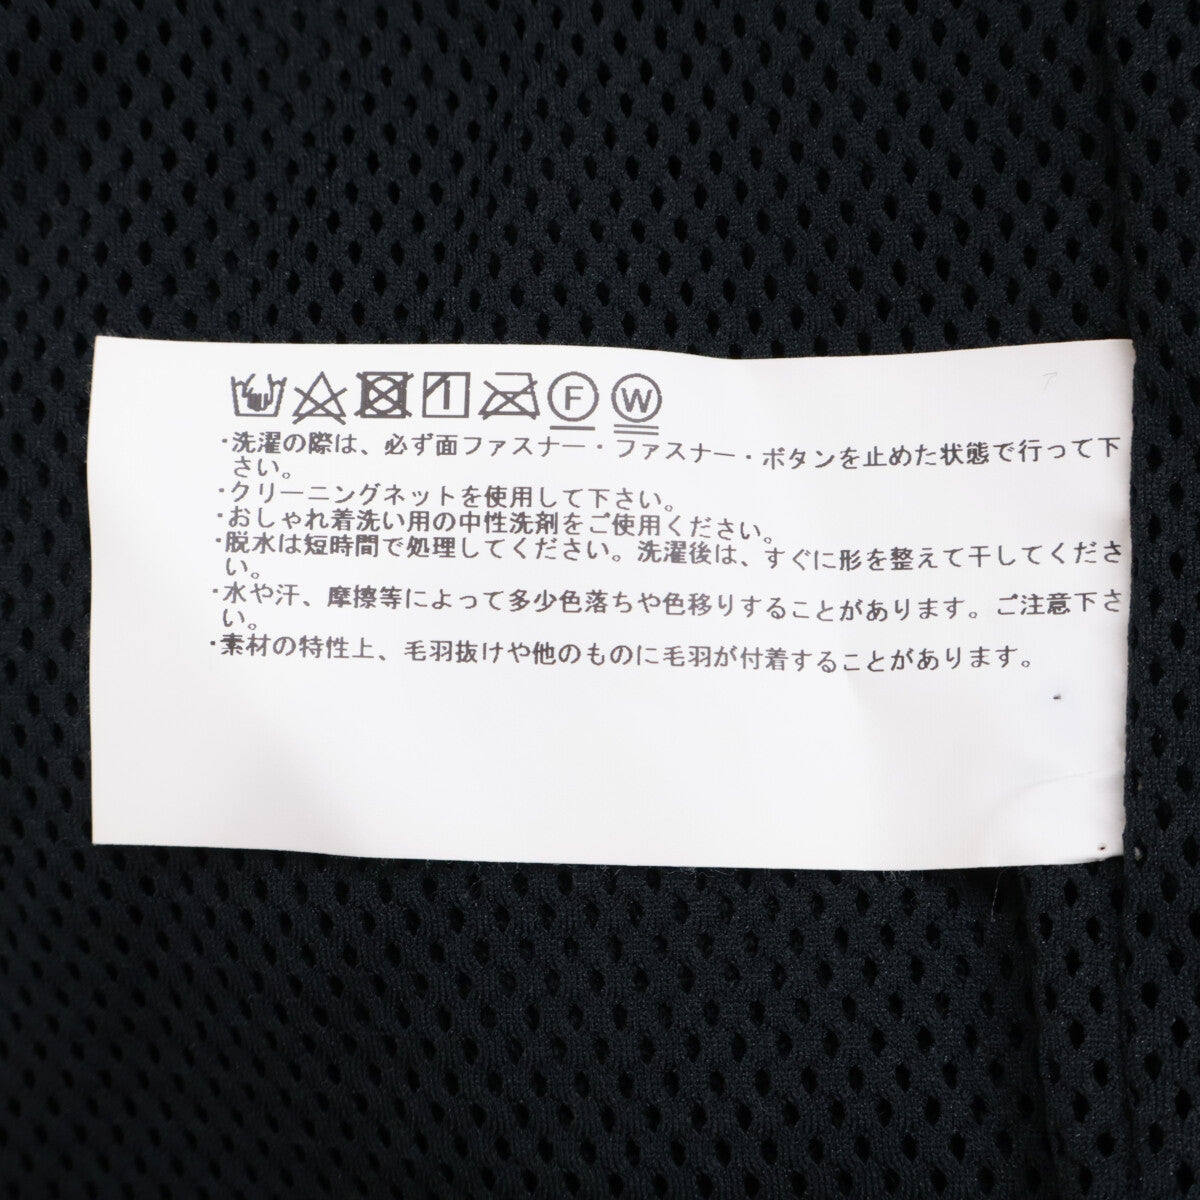 F W
・洗濯の際は、必ず面ファスナー・ファスナー・ボタンを止めた状態で行って下
さい。
・クリーニングネットを使用して下さい。
・おしゃれ着洗い用の中性洗剤をご使用ください。
・脱水は短時間で処理してください。洗濯後は、すぐに形を整えて干してくださ
い。
・水や汗、摩擦等によって多少色落ちや色移りすることがあります。ご注意下さ
い。
・素材の特性上、毛羽抜けや他のものに毛羽が付着することがあります。